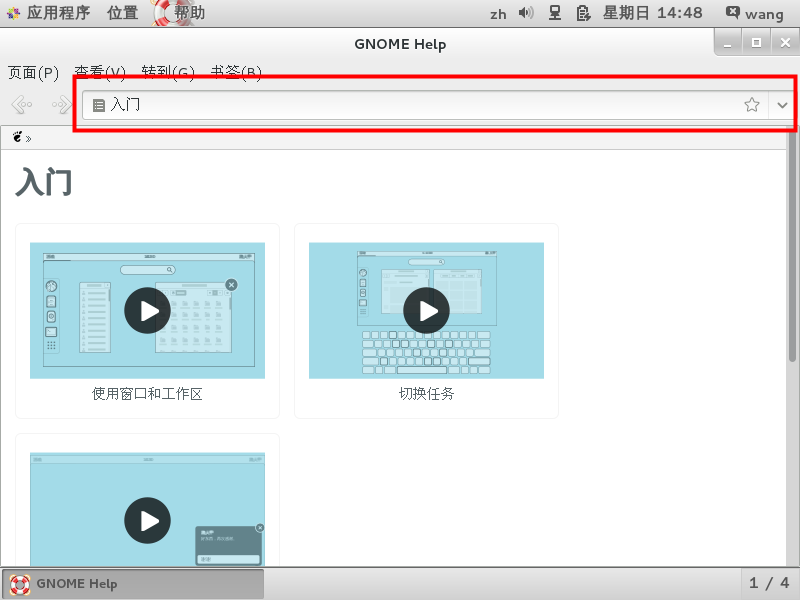 应用程序 位置 帮助 zh 星期日 14:48 wang
GNOME Help
页面(P) 查看(V) 转到(G) 书签(B)
入门
»
入门
使用窗口和工作区
切换任务
GNOME Help
1 / 4